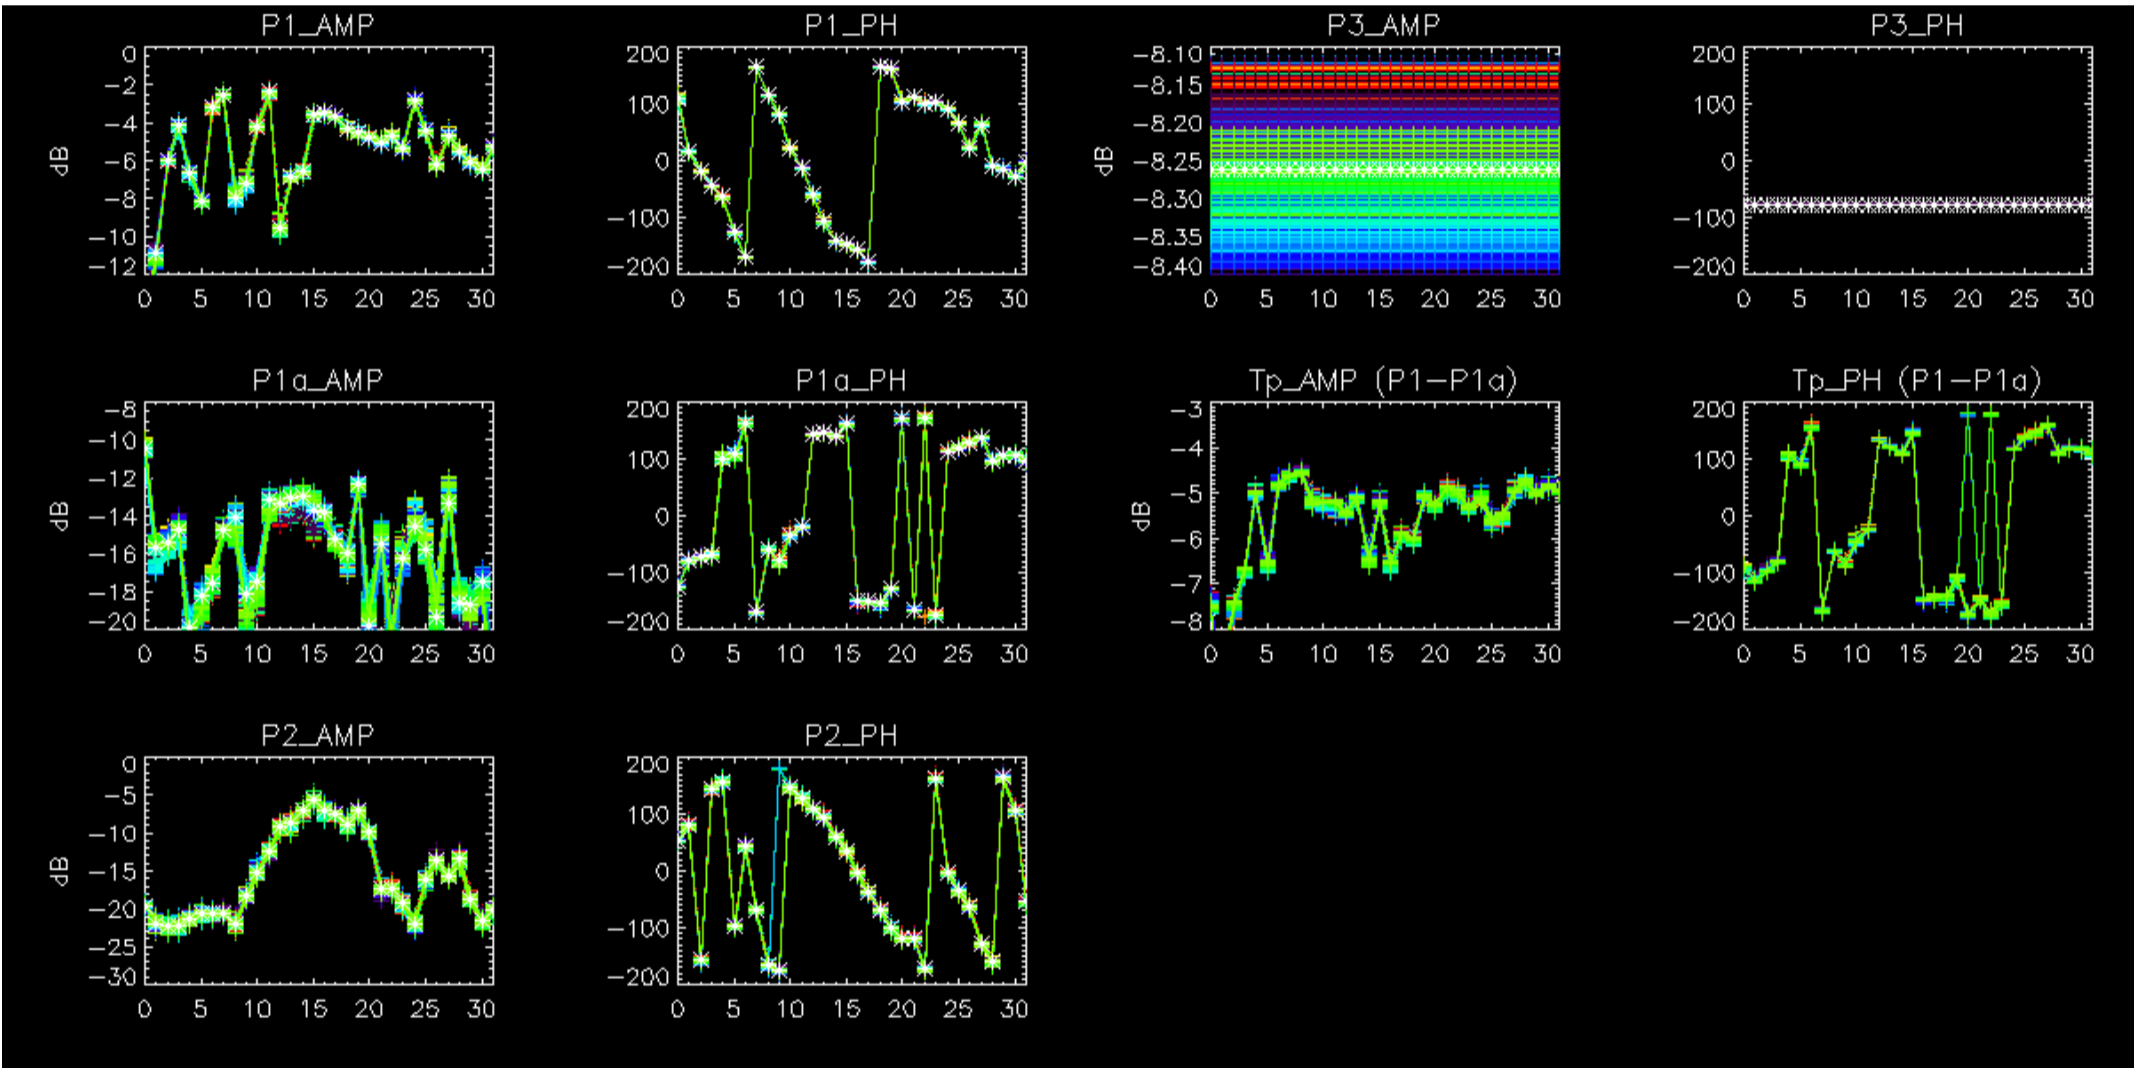 P1_AMP P1_PH P3_AMP P3_PH
0 200 -8.10 200
-2 100 -8.15 100
-4 0 -8.20 0
-6 -100 -8.25 -100
-8 -200 -8.30 -200
-10 -8.35
-12 -8.40
dB dB
0 5 10 15 20 25 30 0 5 10 15 20 25 30 0 5 10 15 20 25 30 0 5 10 15 20 25 30
P1a_AMP P1a_PH Tp_AMP (P1-P1a) Tp_PH (P1-P1a)
-8 200 -3 200
-10 100 -4 100
-12 0 -5 0
-14 -100 -6 -100
-16 -200 -7 -200
-18 -8
-20
dB dB
0 5 10 15 20 25 30 0 5 10 15 20 25 30 0 5 10 15 20 25 30 0 5 10 15 20 25 30
P2_AMP P2_PH
0 200
-5 100
-10 0
-15 -100
-20 -200
-25
-30
dB
0 5 10 15 20 25 30 0 5 10 15 20 25 30